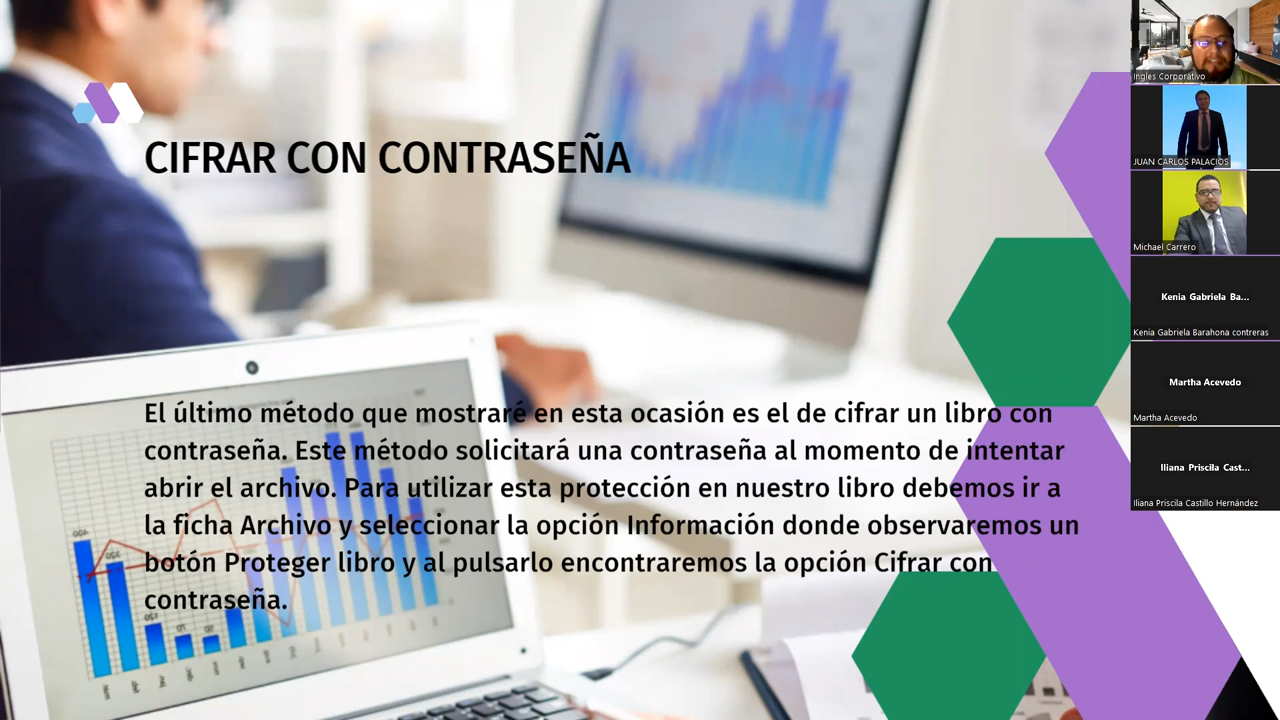 CIFRAR CON CONTRASEÑA
El último método que mostraré en esta ocasión es el de cifrar un libro con
contraseña. Este método solicitará una contraseña al momento de intentar
abrir el archivo. Para utilizar esta protección en nuestro libro debemos ir a
la ficha Archivo y seleccionar la opción Información donde observaremos un
botón Proteger libro y al pulsarlo encontraremos la opción Cifrar con
contraseña.
Ingles Corporativo
JUAN CARLOS PALACIOS
Michael Carrero
Kenia Gabriela Ba...
Kenia Gabriela Barahona contreras
Martha Acevedo
Martha Acevedo
Iliana Priscila Cast...
Iliana Priscila Castillo Hernández